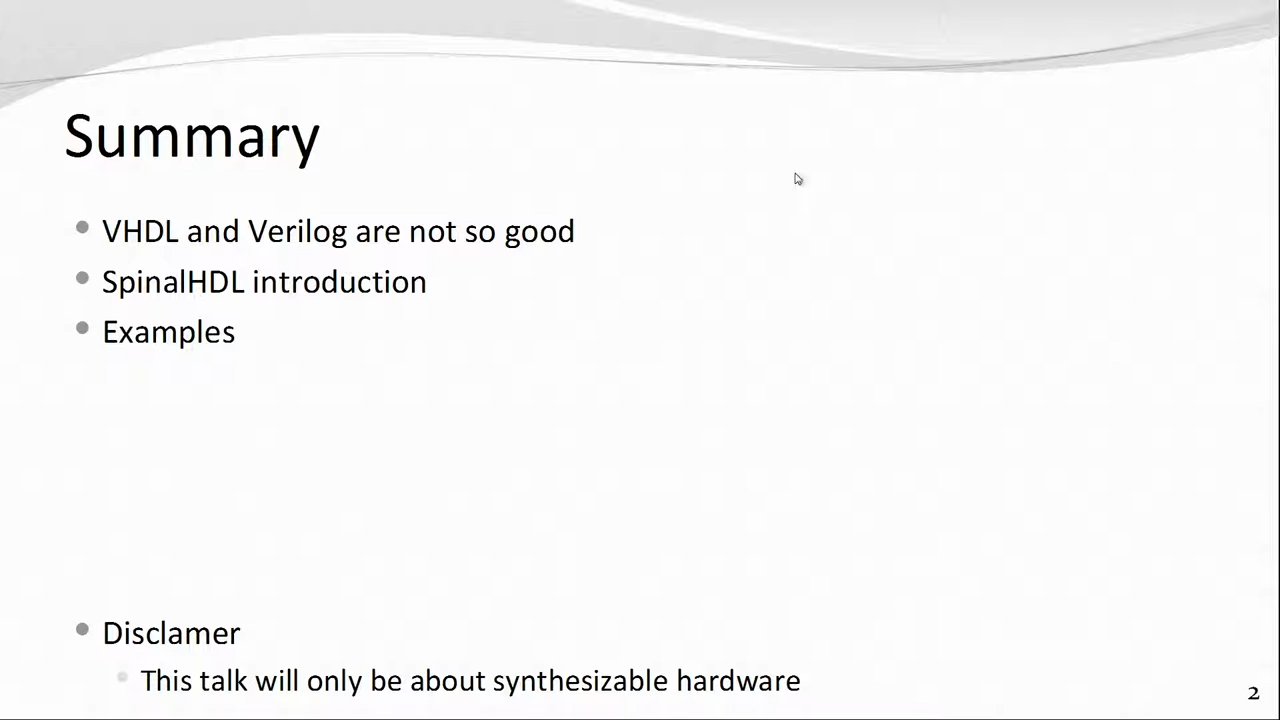 Summary
VHDL and Verilog are not so good
SpinalHDL introduction
Examples
Disclamer
This talk will only be about synthesizable hardware
2